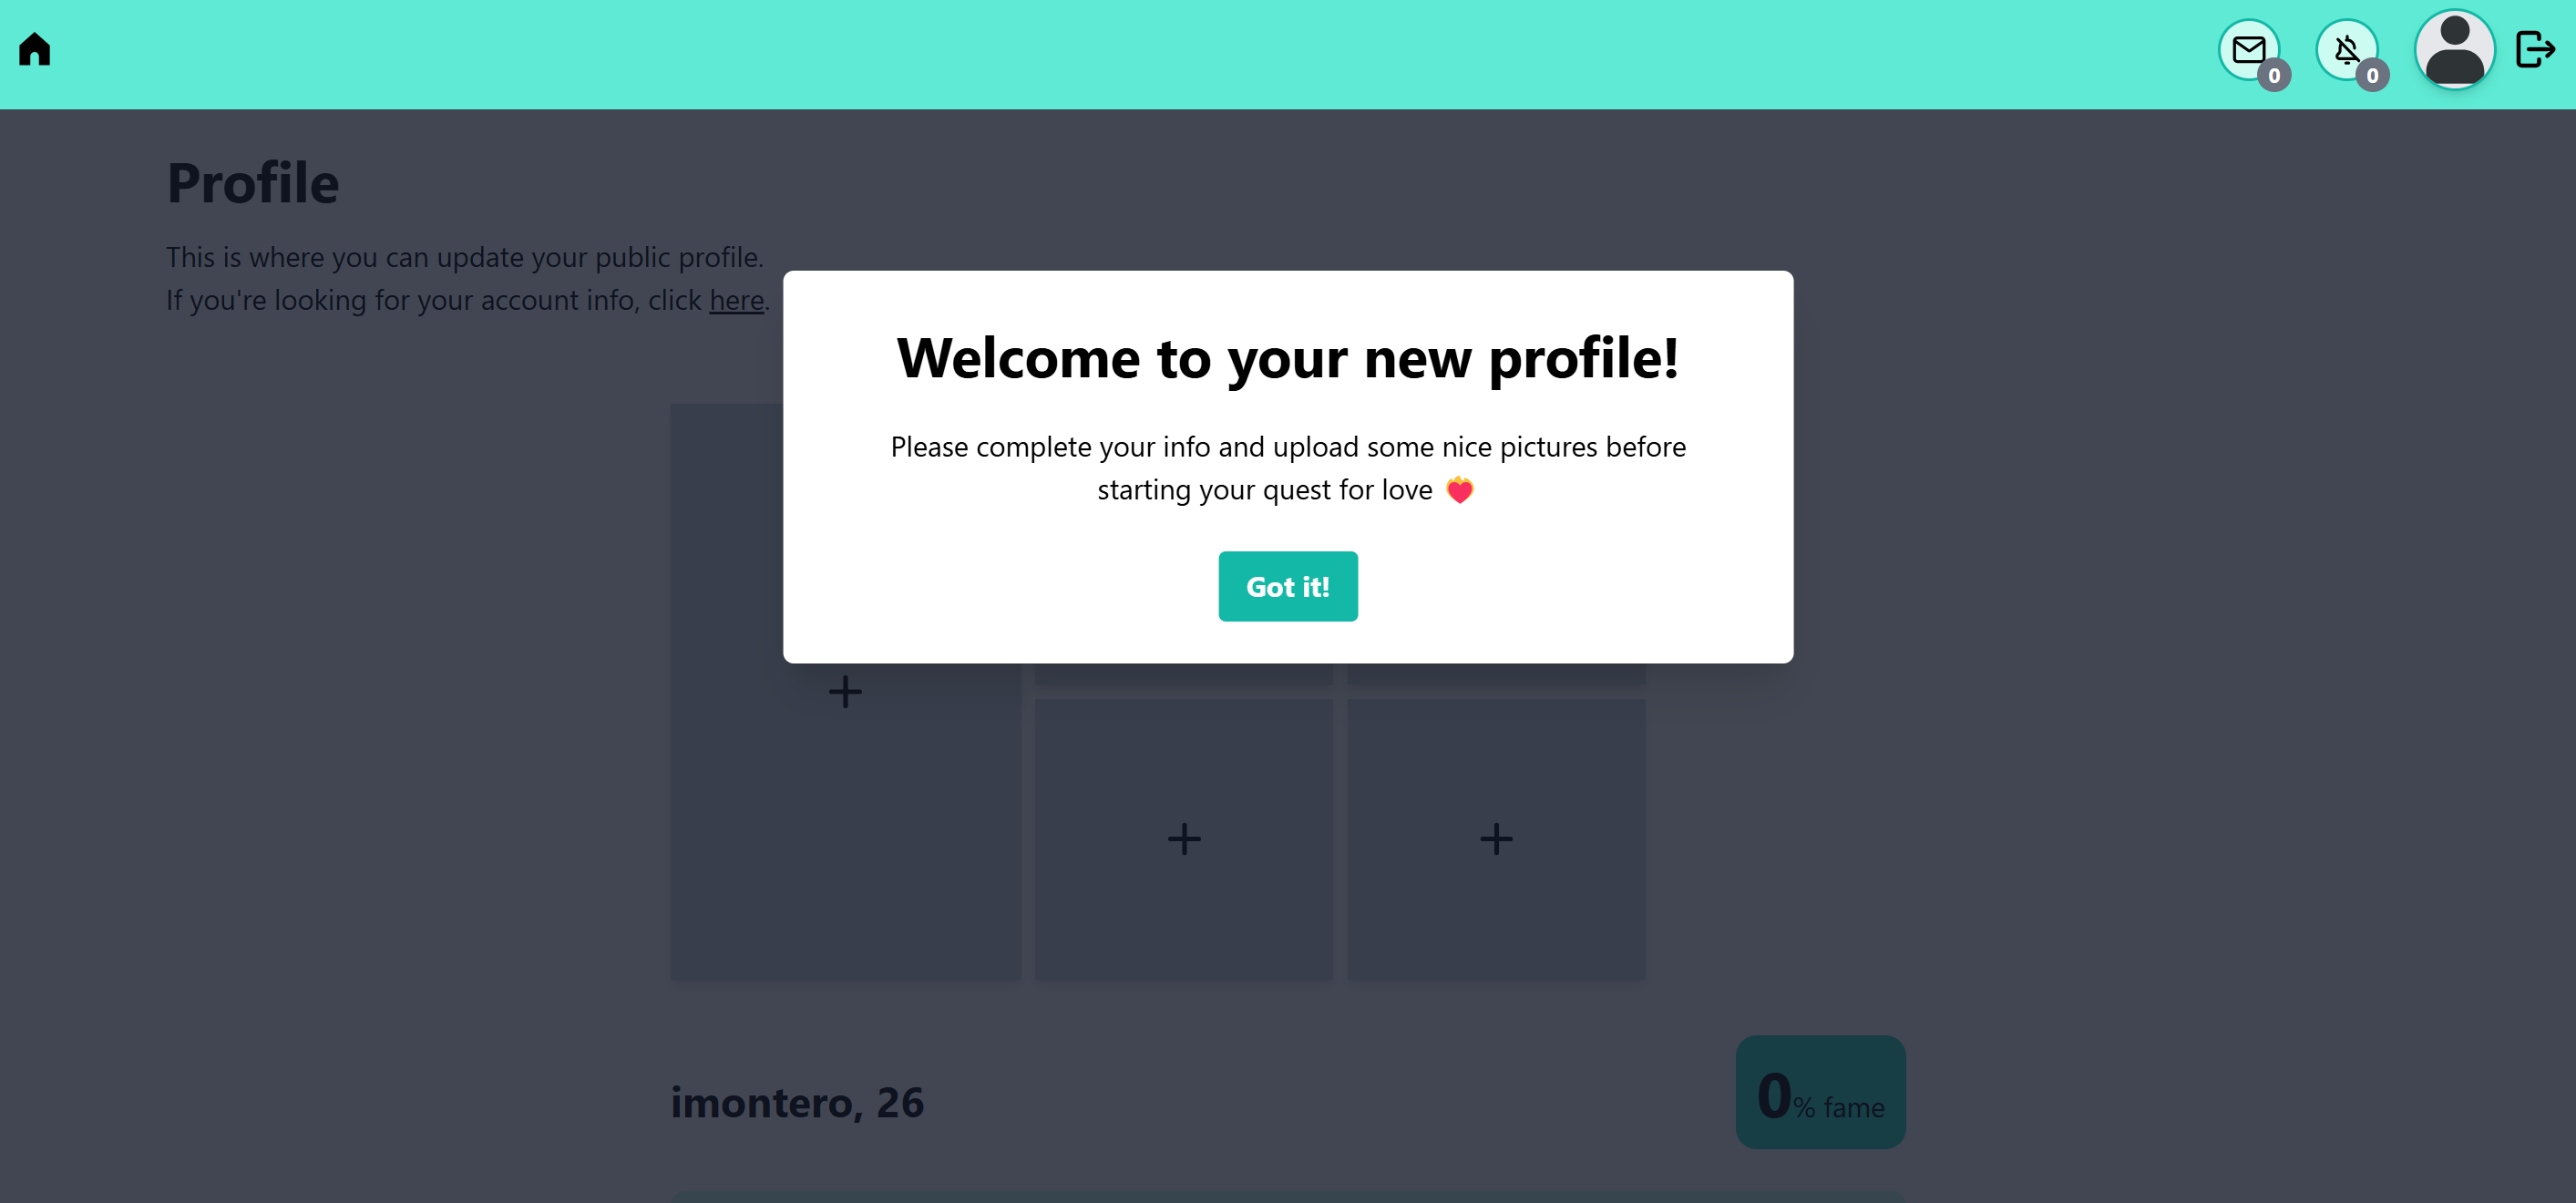 0
0
Profile
This is where you can update your public profile.
If you're looking for your account info, click here.
Welcome to your new profile!
Please complete your info and upload some nice pictures before
starting your quest for love ❤️‍🔥
Got it!
imontero, 26
0% fame